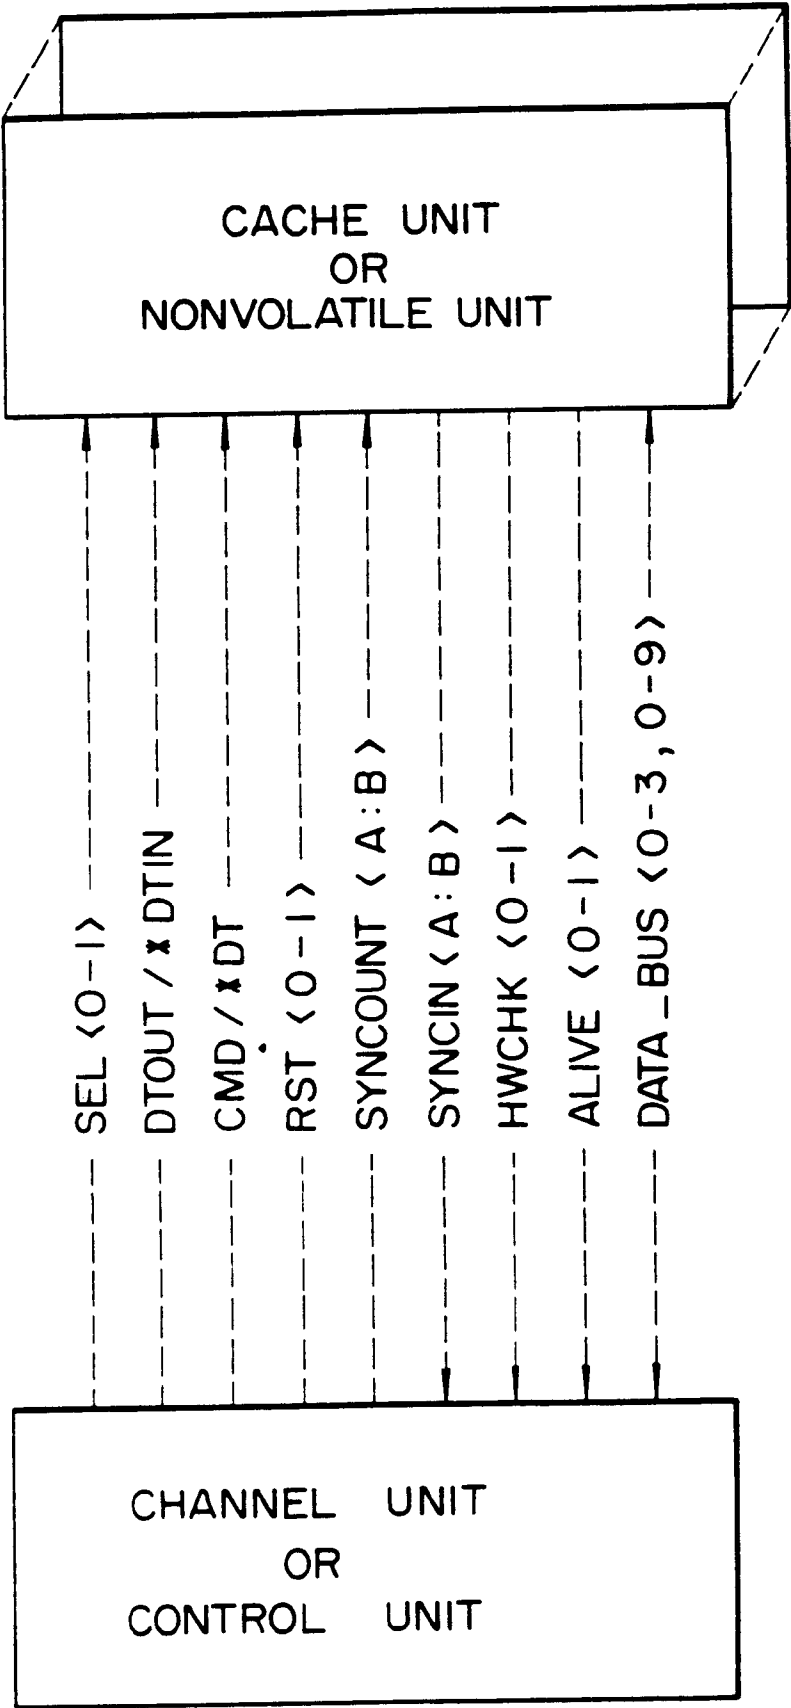 CACHE UNIT
OR
NONVOLATILE UNIT
SEL <0-1>
DTOUT / * DTIN
CMD / * DT
RST <0-1>
SYNCOUNT <A:B>
SYNCIN <A:B>
HWCHK <0-1>
ALIVE <0-1>
DATA_BUS <0-3, 0-9>
CHANNEL UNIT
OR
CONTROL UNIT